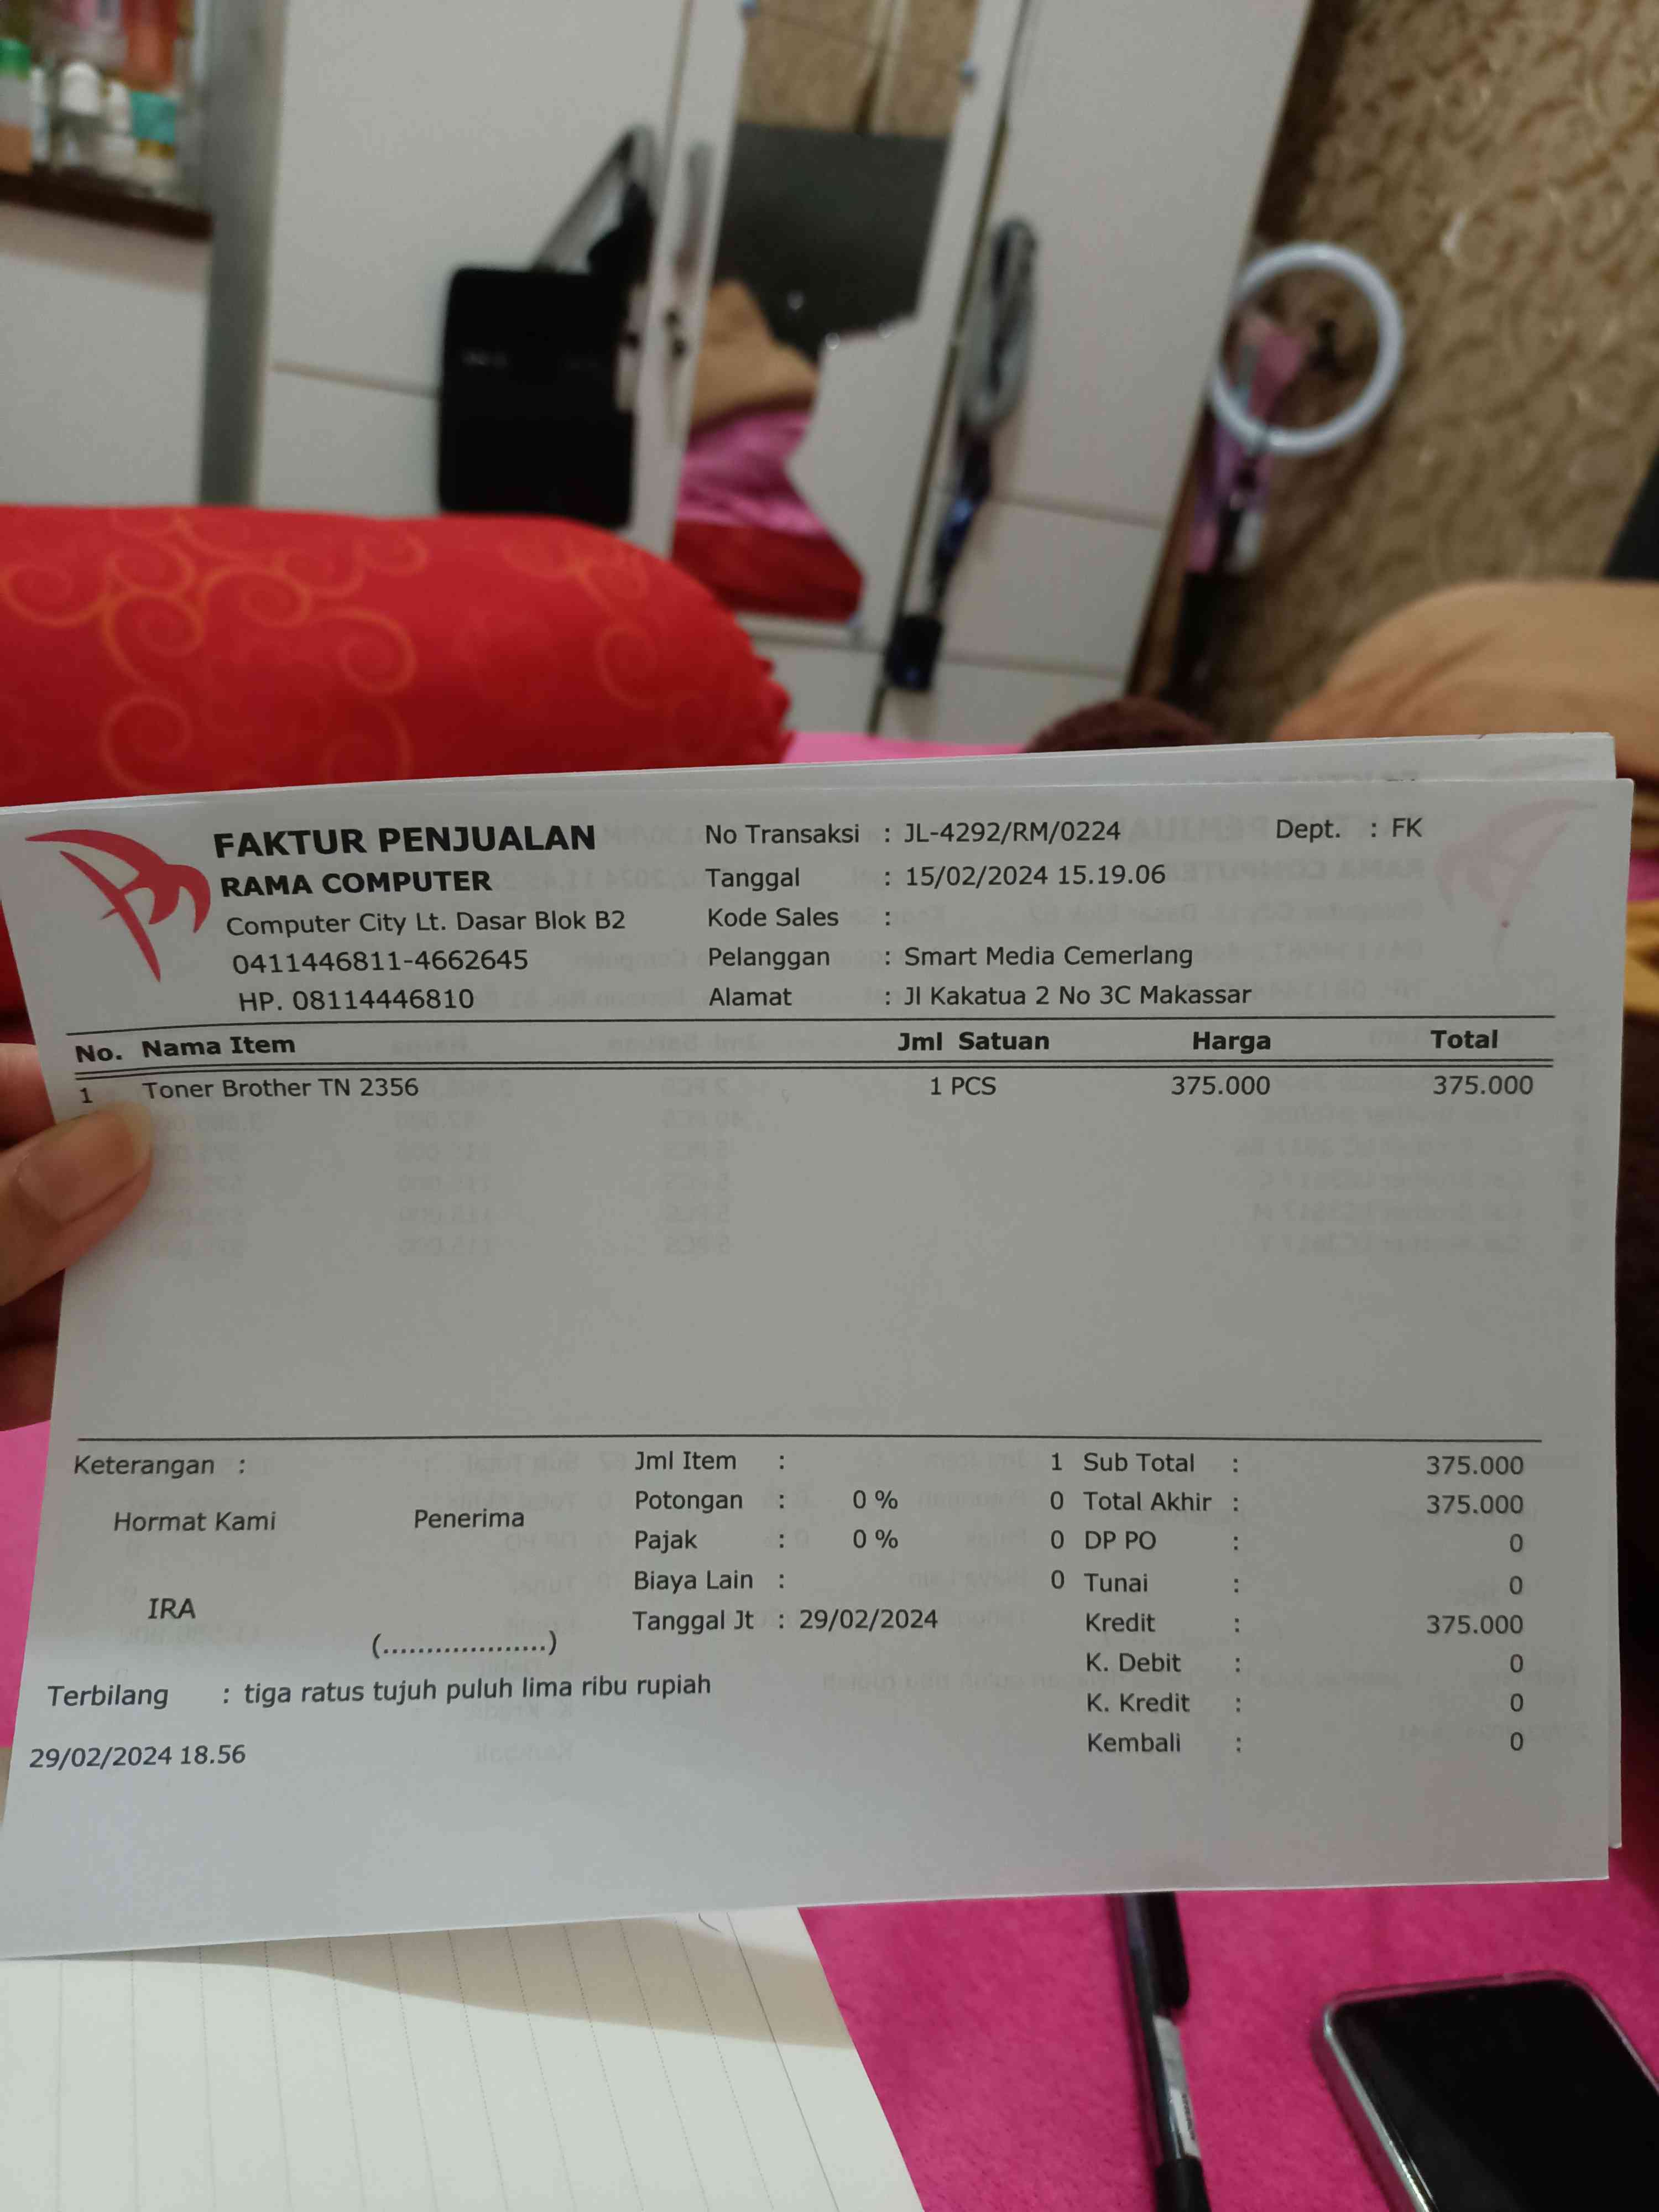 FAKTUR PENJUALAN
RAMA COMPUTER
Computer City Lt. Dasar Blok B2
0411446811-4662645
HP. 08114446810
No Transaksi : JL-4292/RM/0224 Dept. : FK
Tanggal : 15/02/2024 15.19.06
Kode Sales :
Pelanggan : Smart Media Cemerlang
Alamat : Jl Kakatua 2 No 3C Makassar
No. Nama Item Jml Satuan Harga Total
1 Toner Brother TN 2356 1 PCS 375.000 375.000
Keterangan :
Hormat Kami Penerima
IRA
(...................)
Jml Item : 1
Potongan : 0 % 0
Pajak : 0 % 0
Biaya Lain : 0
Tanggal Jt : 29/02/2024
Sub Total : 375.000
Total Akhir : 375.000
DP PO : 0
Tunai : 0
Kredit : 375.000
K. Debit : 0
K. Kredit : 0
Kembali : 0
Terbilang : tiga ratus tujuh puluh lima ribu rupiah
29/02/2024 18.56